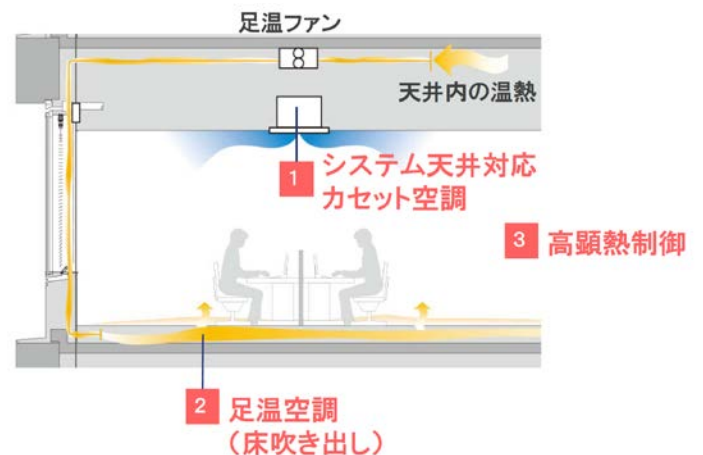 足温ファン
天井内の温熱
1 システム天井対応
カセット空調
3 高顕熱制御
2 足温空調
（床吹き出し）